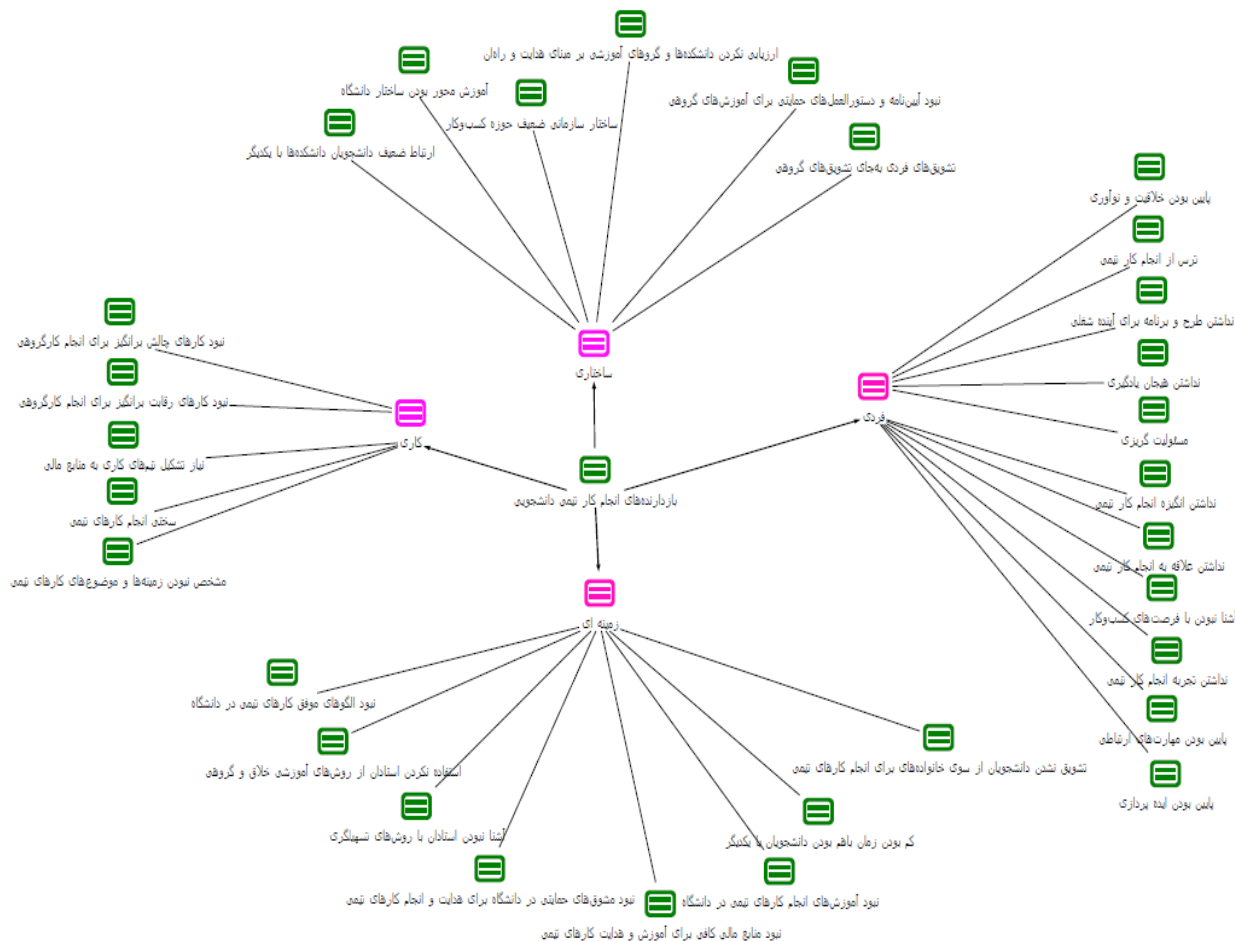 ارزیابی نکردن دانشکده‌ها و گروهای آموزشی بر مبنای هدایت و راهان
آموزش محور بودن ساختار دانشگاه
نبود آیین‌نامه و دستورالعمل‌های حمایتی برای آموزش‌های گروهی
ساختار سازمانی ضعیف حوزه کسب‌وکار
ارتباط ضعیف دانشجویان دانشکده‌ها با یکدیگر
تشویق‌های فردی به‌جای تشویق‌های گروهی
ساختاری
پایین بودن خلاقیت و نوآوری
ترس از انجام کار تیمی
نداشتن طرح و برنامه برای آینده شغلی
نداشتن هیجان یادگیری
مسئولیت گریزی
فردی
نداشتن انگیزه انجام کار تیمی
نداشتن علاقه به انجام کار تیمی
شنا نبودن با فرصت‌های کسب‌وکار
نداشتن تجربه انجام کار تیمی
پایین بودن مهارت‌های ارتباطی
پایین بودن ایده پردازی
نبود کارهای چالش برانگیز برای انجام کارگروهی
نبود کارهای رقابت برانگیز برای انجام کارگروهی
کاری
نیاز تشکیل تیم‌های کاری به منابع مالی
سختی انجام کارهای تیمی
مشخص نبودن زمینه‌ها و موضوع‌های کارهای تیمی
بازدارنده‌های انجام کار تیمی دانشجویی
زمینه ای
نبود الگوهای موفق کارهای تیمی در دانشگاه
تشویق نشدن دانشجویان از سوی خانواده‌های برای انجام کارهای تیمی
استفاده نکردن استادان از روش‌های آموزشی خلاق و گروهی
آشنا نبودن استادان با روش‌های تسهیلگری
کم بودن زمان باهم بودن دانشجویان با یکدیگر
نبود آموزش‌های انجام کارهای تیمی در دانشگاه
نبود مشوق‌های حمایتی در دانشگاه برای هدایت و انجام کارهای تیمی
نبود منابع مالی کافی برای آموزش و هدایت کارهای تیمی